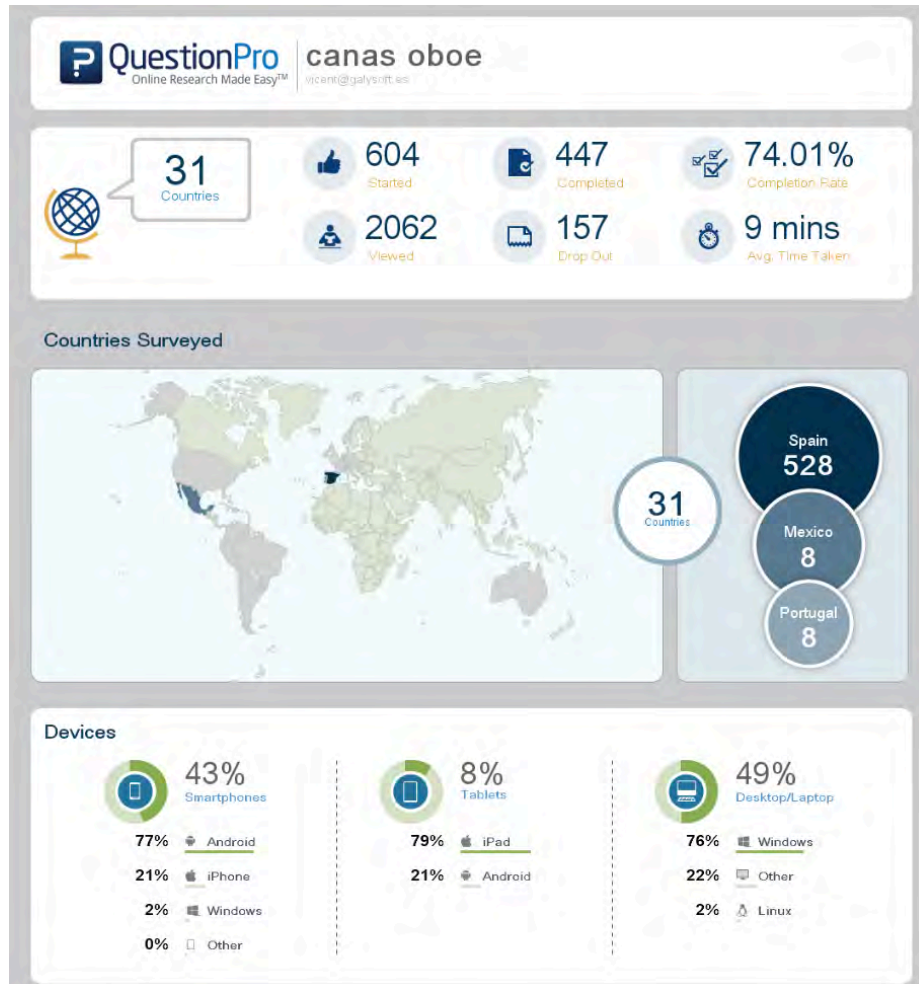 QuestionPro
Online Research Made Easy™
canas oboe
vicent@galysoft.es
31
Countries
604
Started
447
Completed
74.01%
Completion Rate
2062
Viewed
157
Drop Out
9 mins
Avg. Time Taken
Countries Surveyed
31
Countries
Spain
528
Mexico
8
Portugal
8
Devices
43%
Smartphones
77% Android
21% iPhone
2% Windows
0% Other
8%
Tablets
79% iPad
21% Android
49%
Desktop/Laptop
76% Windows
22% Other
2% Linux